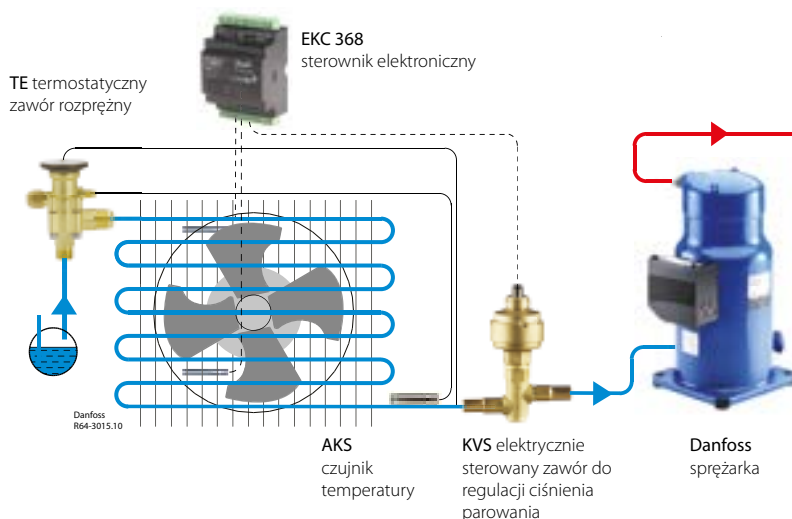 EKC 368
sterownik elektroniczny
TE termostatyczny
zawór rozprężny
Danfoss
R64-3015.10
AKS
czujnik
temperatury
KVS elektrycznie
sterowany zawór do
regulacji ciśnienia
parowania
Danfoss
sprężarka